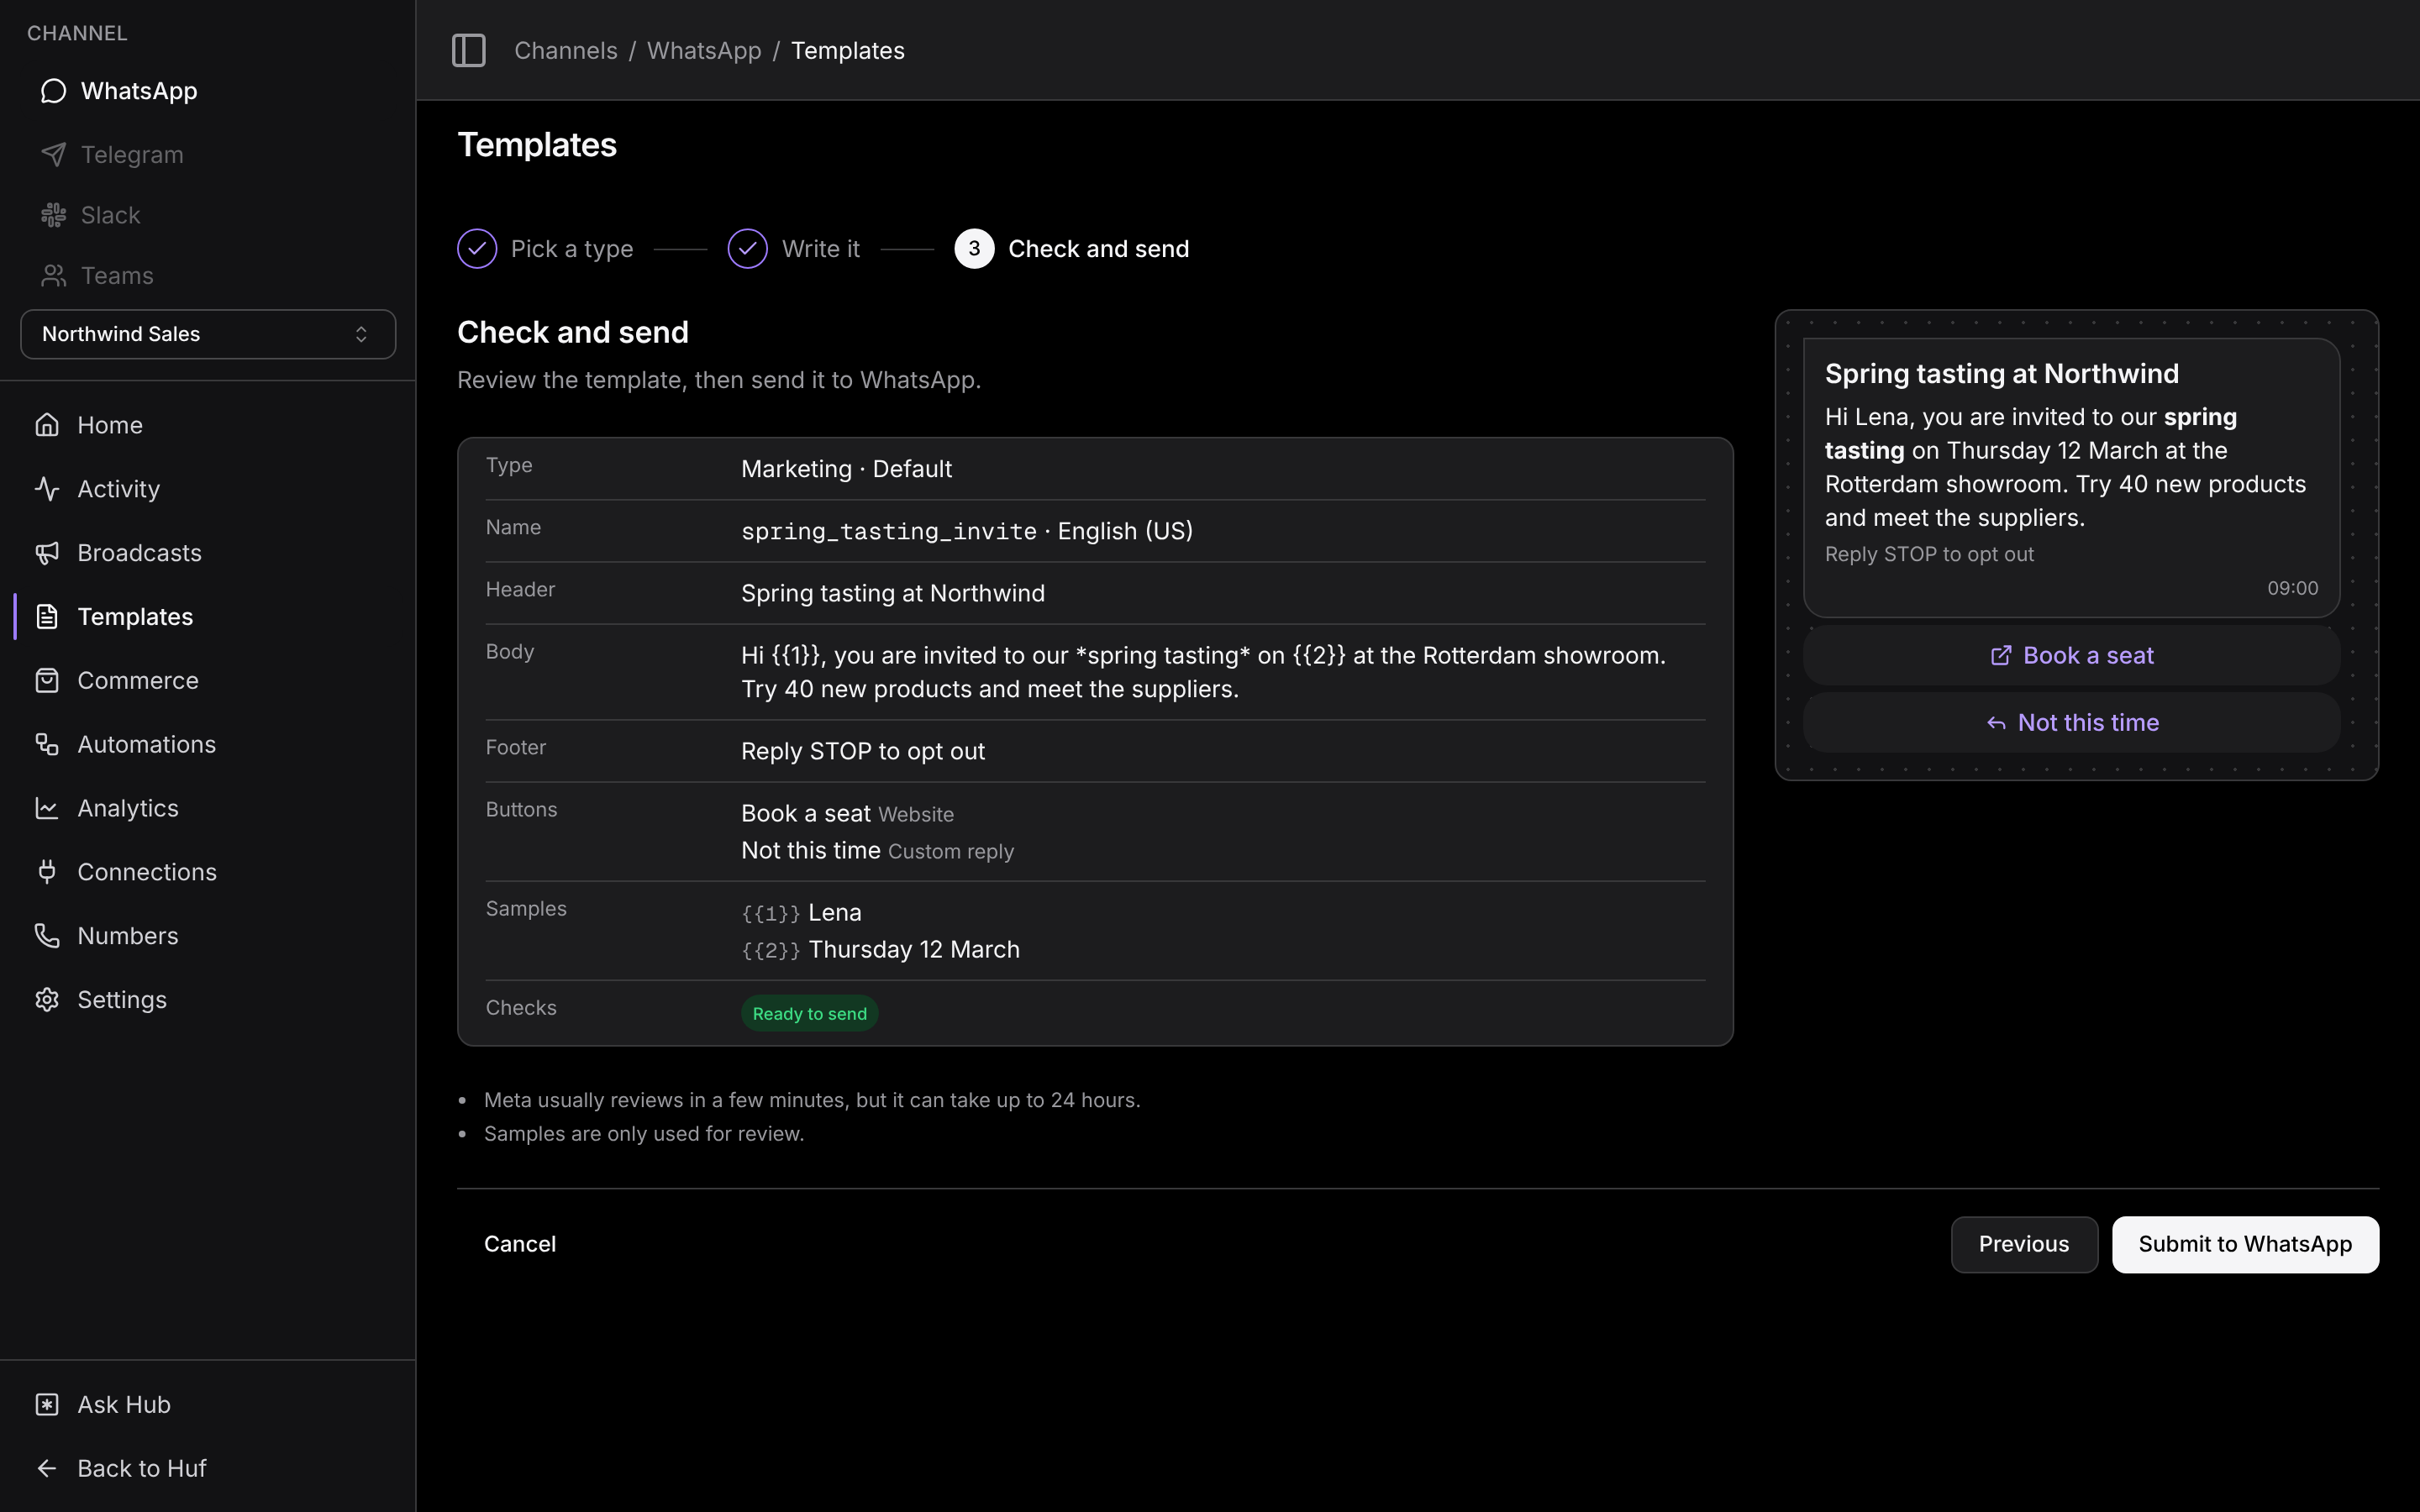 CHANNEL
WhatsApp
Telegram
Slack
Teams
Northwind Sales
Home
Activity
Broadcasts
Templates
Commerce
Automations
Analytics
Connections
Numbers
Settings
Ask Hub
Back to Huf
Channels / WhatsApp / Templates
Templates
Pick a type
Write it
3 Check and send
Check and send
Review the template, then send it to WhatsApp.
Type Marketing · Default
Name spring_tasting_invite · English (US)
Header Spring tasting at Northwind
Body Hi {{1}}, you are invited to our *spring tasting* on {{2}} at the Rotterdam showroom.
Try 40 new products and meet the suppliers.
Footer Reply STOP to opt out
Buttons Book a seat Website
Not this time Custom reply
Samples {{1}} Lena
{{2}} Thursday 12 March
Checks Ready to send
• Meta usually reviews in a few minutes, but it can take up to 24 hours.
• Samples are only used for review.
Spring tasting at Northwind
Hi Lena, you are invited to our spring
tasting on Thursday 12 March at the
Rotterdam showroom. Try 40 new products
and meet the suppliers.
Reply STOP to opt out
09:00
Book a seat
Not this time
Cancel
Previous
Submit to WhatsApp